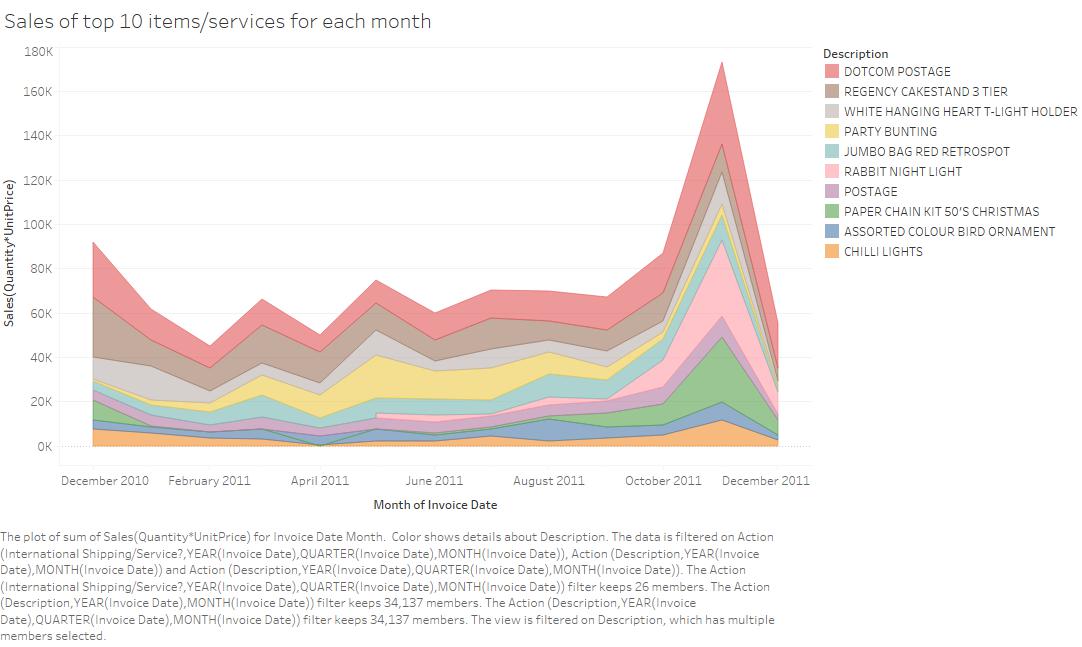 Sales of top 10 items/services for each month
180K
160K
140K
120K
100K
80K
60K
40K
20K
0K
Sales(Quantity*UnitPrice)
December 2010
February 2011
April 2011
June 2011
August 2011
October 2011
December 2011
Month of Invoice Date
Description
DOTCOM POSTAGE
REGENCY CAKESTAND 3 TIER
WHITE HANGING HEART T-LIGHT HOLDER
PARTY BUNTING
JUMBO BAG RED RETROSPOT
RABBIT NIGHT LIGHT
POSTAGE
PAPER CHAIN KIT 50'S CHRISTMAS
ASSORTED COLOUR BIRD ORNAMENT
CHILLI LIGHTS
The plot of sum of Sales(Quantity*UnitPrice) for Invoice Date Month.  Color shows details about Description. The data is filtered on Action
(International Shipping/Service?,YEAR(Invoice Date),QUARTER(Invoice Date),MONTH(Invoice Date)), Action (Description,YEAR(Invoice
Date),MONTH(Invoice Date)) and Action (Description,YEAR(Invoice Date),QUARTER(Invoice Date),MONTH(Invoice Date)). The Action
(International Shipping/Service?,YEAR(Invoice Date),QUARTER(Invoice Date),MONTH(Invoice Date)) filter keeps 26 members. The Action
(Description,YEAR(Invoice Date),MONTH(Invoice Date)) filter keeps 34,137 members. The Action (Description,YEAR(Invoice
Date),QUARTER(Invoice Date),MONTH(Invoice Date)) filter keeps 34,137 members. The view is filtered on Description, which has multiple
members selected.